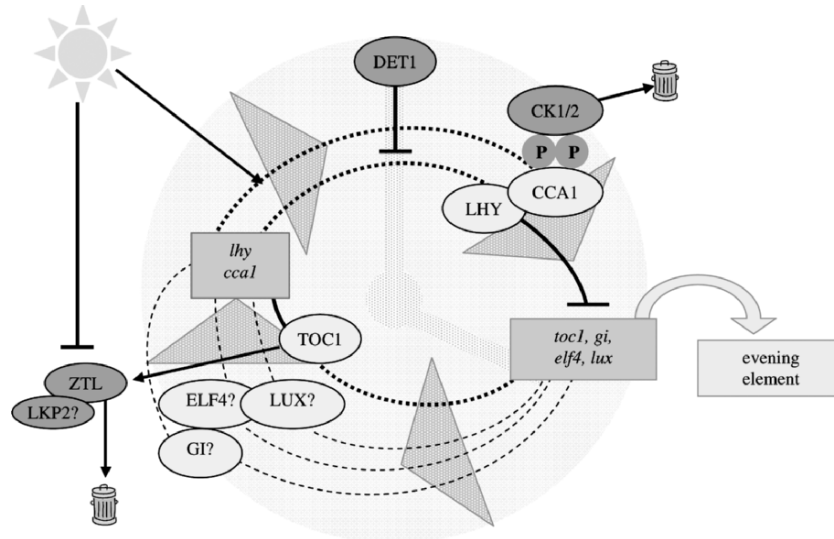 DET1
CK1/2
P P
CCA1
LHY
lhy
cca1
TOC1
toc1, gi,
elf4, lux
evening
element
ZTL
LKP2?
ELF4?
LUX?
GI?